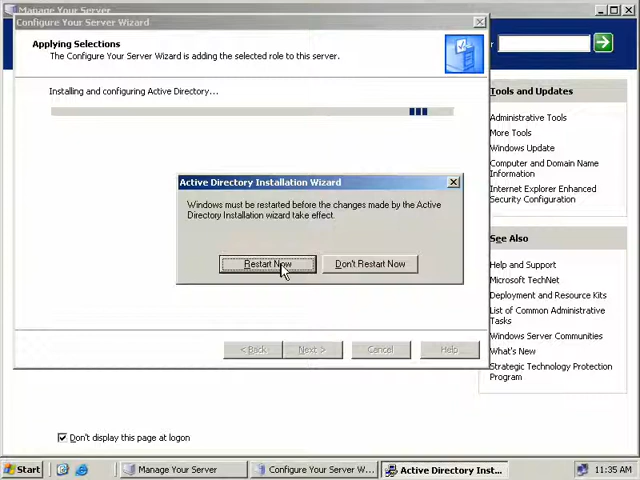 Manage Your Server
Configure Your Server Wizard
Applying Selections
The Configure Your Server Wizard is adding the selected role to this server.
Installing and configuring Active Directory...
Active Directory Installation Wizard
Windows must be restarted before the changes made by the Active
Directory Installation wizard take effect.
Restart Now
Don't Restart Now
< Back
Next >
Cancel
Help
r
Tools and Updates
Administrative Tools
More Tools
Windows Update
Computer and Domain Name
Information
Internet Explorer Enhanced
Security Configuration
See Also
Help and Support
Microsoft TechNet
Deployment and Resource Kits
List of Common Administrative
Tasks
Windows Server Communities
What's New
Strategic Technology Protection
Program
Don't display this page at logon
Start
Manage Your Server
Configure Your Server W...
Active Directory Inst...
11:35 AM